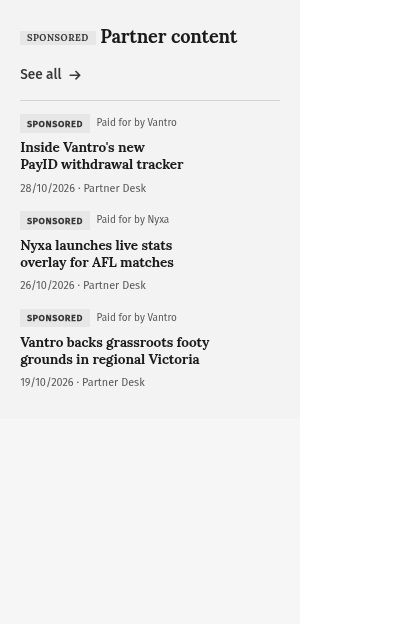 SPONSORED Partner content
See all →
SPONSORED Paid for by Vantro
Inside Vantro's new
PayID withdrawal tracker
28/10/2026 · Partner Desk
SPONSORED Paid for by Nyxa
Nyxa launches live stats
overlay for AFL matches
26/10/2026 · Partner Desk
SPONSORED Paid for by Vantro
Vantro backs grassroots footy
grounds in regional Victoria
19/10/2026 · Partner Desk